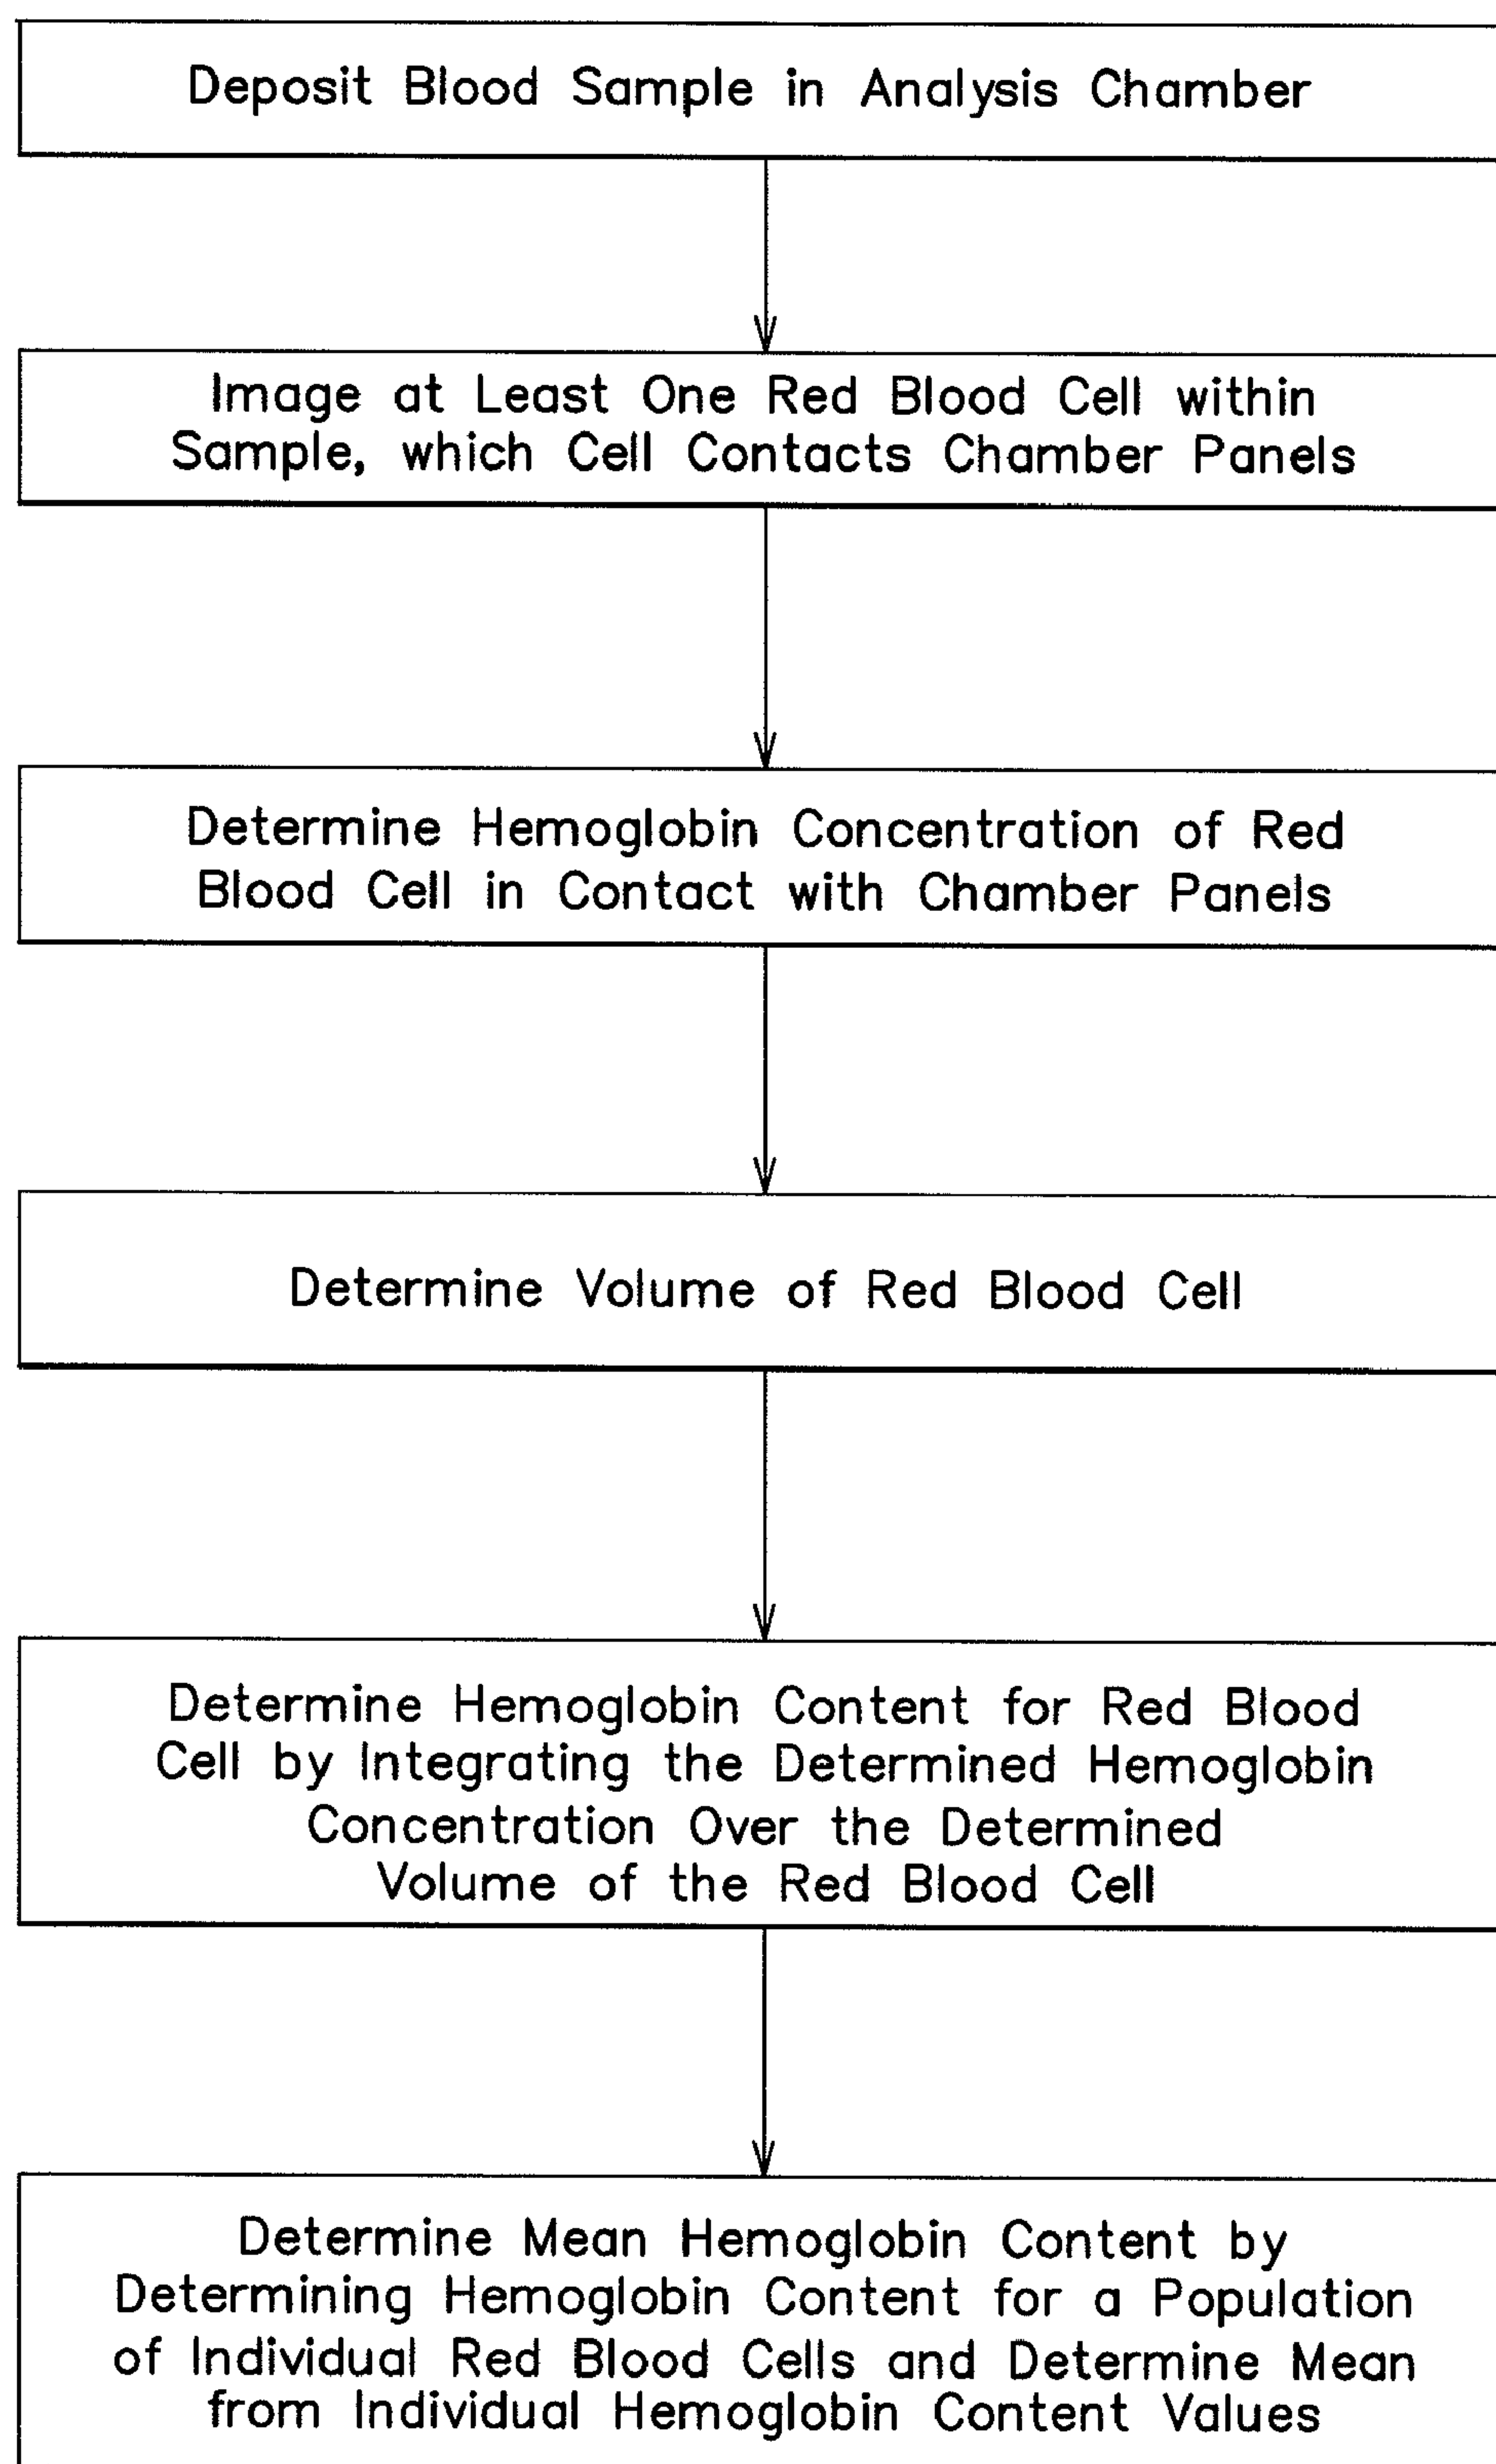 Deposit Blood Sample in Analysis Chamber
Image at Least One Red Blood Cell within
Sample, which Cell Contacts Chamber Panels
Determine Hemoglobin Concentration of Red
Blood Cell in Contact with Chamber Panels
Determine Volume of Red Blood Cell
Determine Hemoglobin Content for Red Blood
Cell by Integrating the Determined Hemoglobin
Concentration Over the Determined
Volume of the Red Blood Cell
Determine Mean Hemoglobin Content by
Determining Hemoglobin Content for a Population
of Individual Red Blood Cells and Determine Mean
from Individual Hemoglobin Content Values